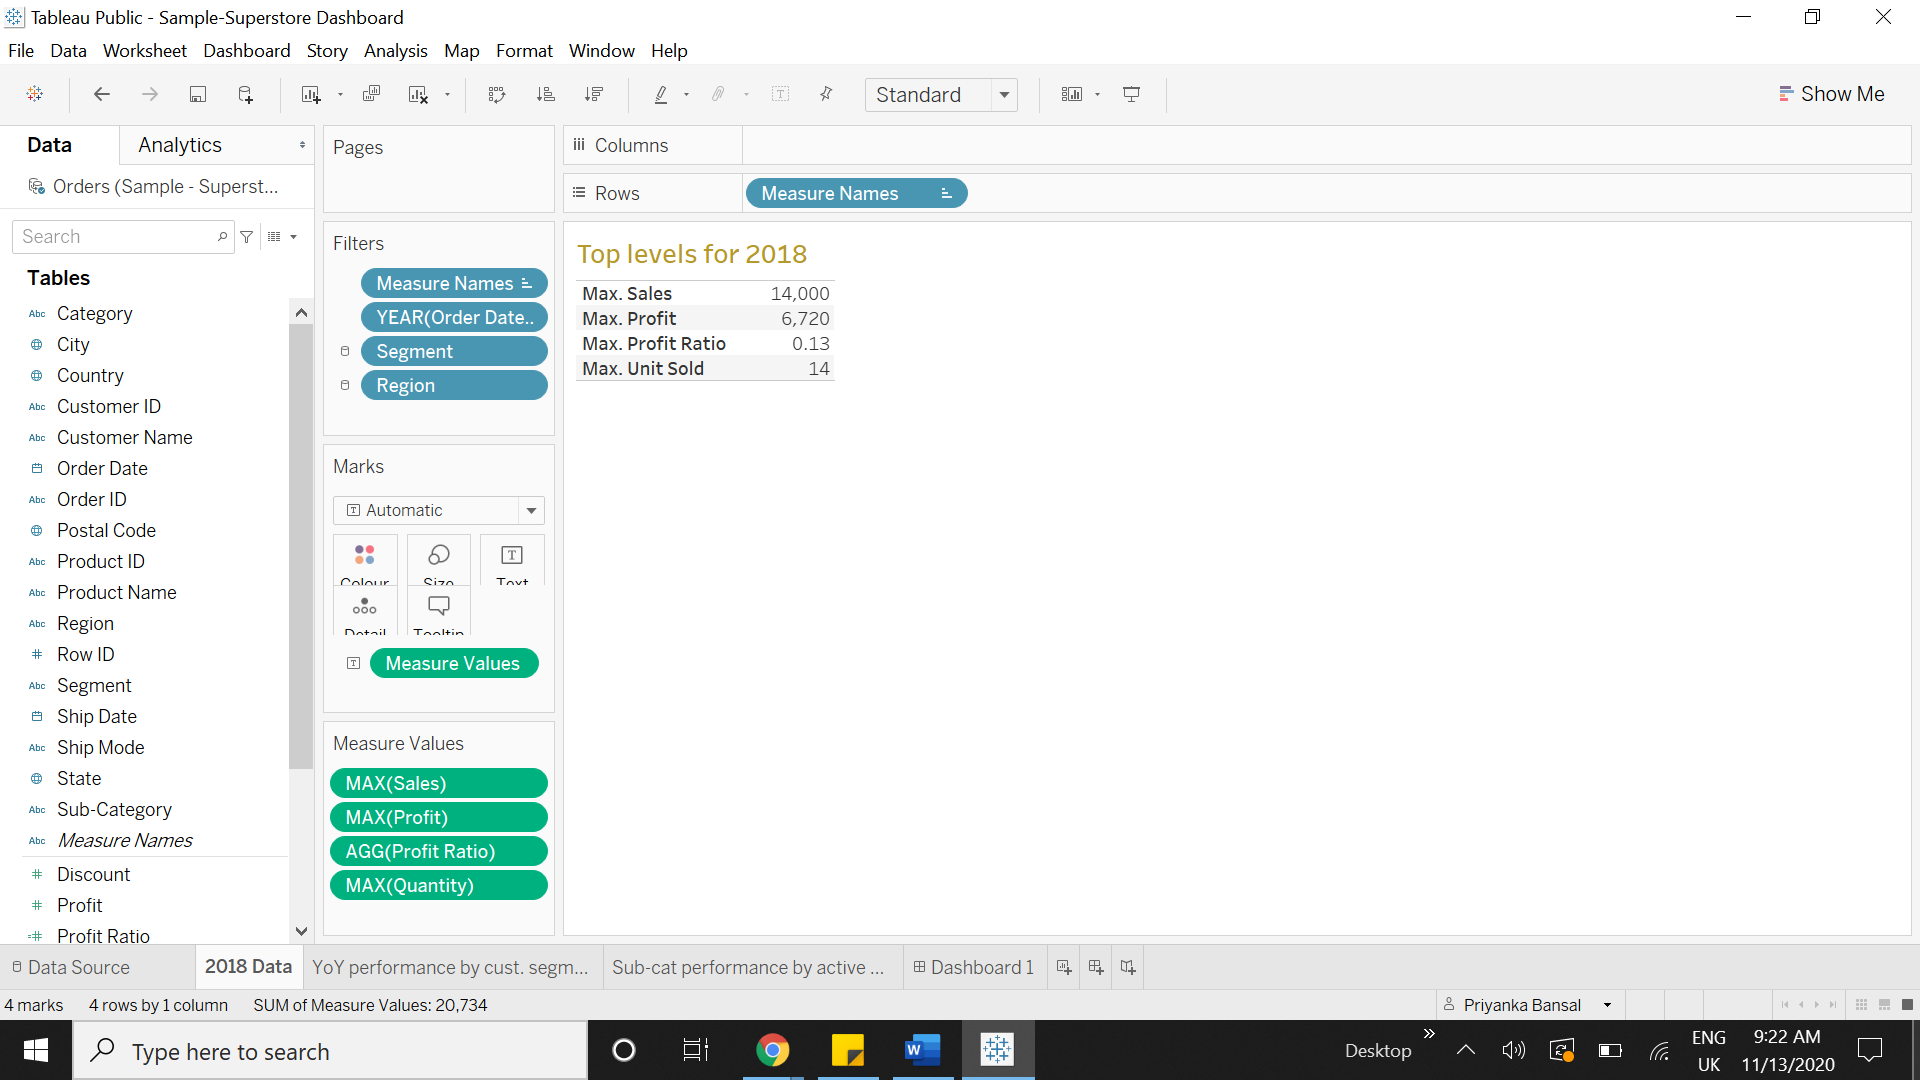 Tableau Public - Sample-Superstore Dashboard
File Data Worksheet Dashboard Story Analysis Map Format Window Help
Standard
Show Me
Data
Analytics
Orders (Sample - Superst...
Search
Tables
Abc Category
City
Country
Abc Customer ID
Abc Customer Name
Order Date
Abc Order ID
Postal Code
Abc Product ID
Abc Product Name
Abc Region
# Row ID
Abc Segment
Ship Date
Abc Ship Mode
State
Abc Sub-Category
Abc Measure Names
# Discount
# Profit
=# Profit Ratio
Pages
Filters
Measure Names
YEAR(Order Date..
Segment
Region
Marks
T Automatic
Colour
Size
T Text
Detail
Tooltip
T Measure Values
Measure Values
MAX(Sales)
MAX(Profit)
AGG(Profit Ratio)
MAX(Quantity)
Columns
Rows
Measure Names
Top levels for 2018
Max. Sales 14,000
Max. Profit 6,720
Max. Profit Ratio 0.13
Max. Unit Sold 14
Data Source
2018 Data
YoY performance by cust. segm...
Sub-cat performance by active ...
Dashboard 1
4 marks
4 rows by 1 column
SUM of Measure Values: 20,734
Priyanka Bansal
Type here to search
W
Desktop
»
ENG
UK
9:22 AM
11/13/2020